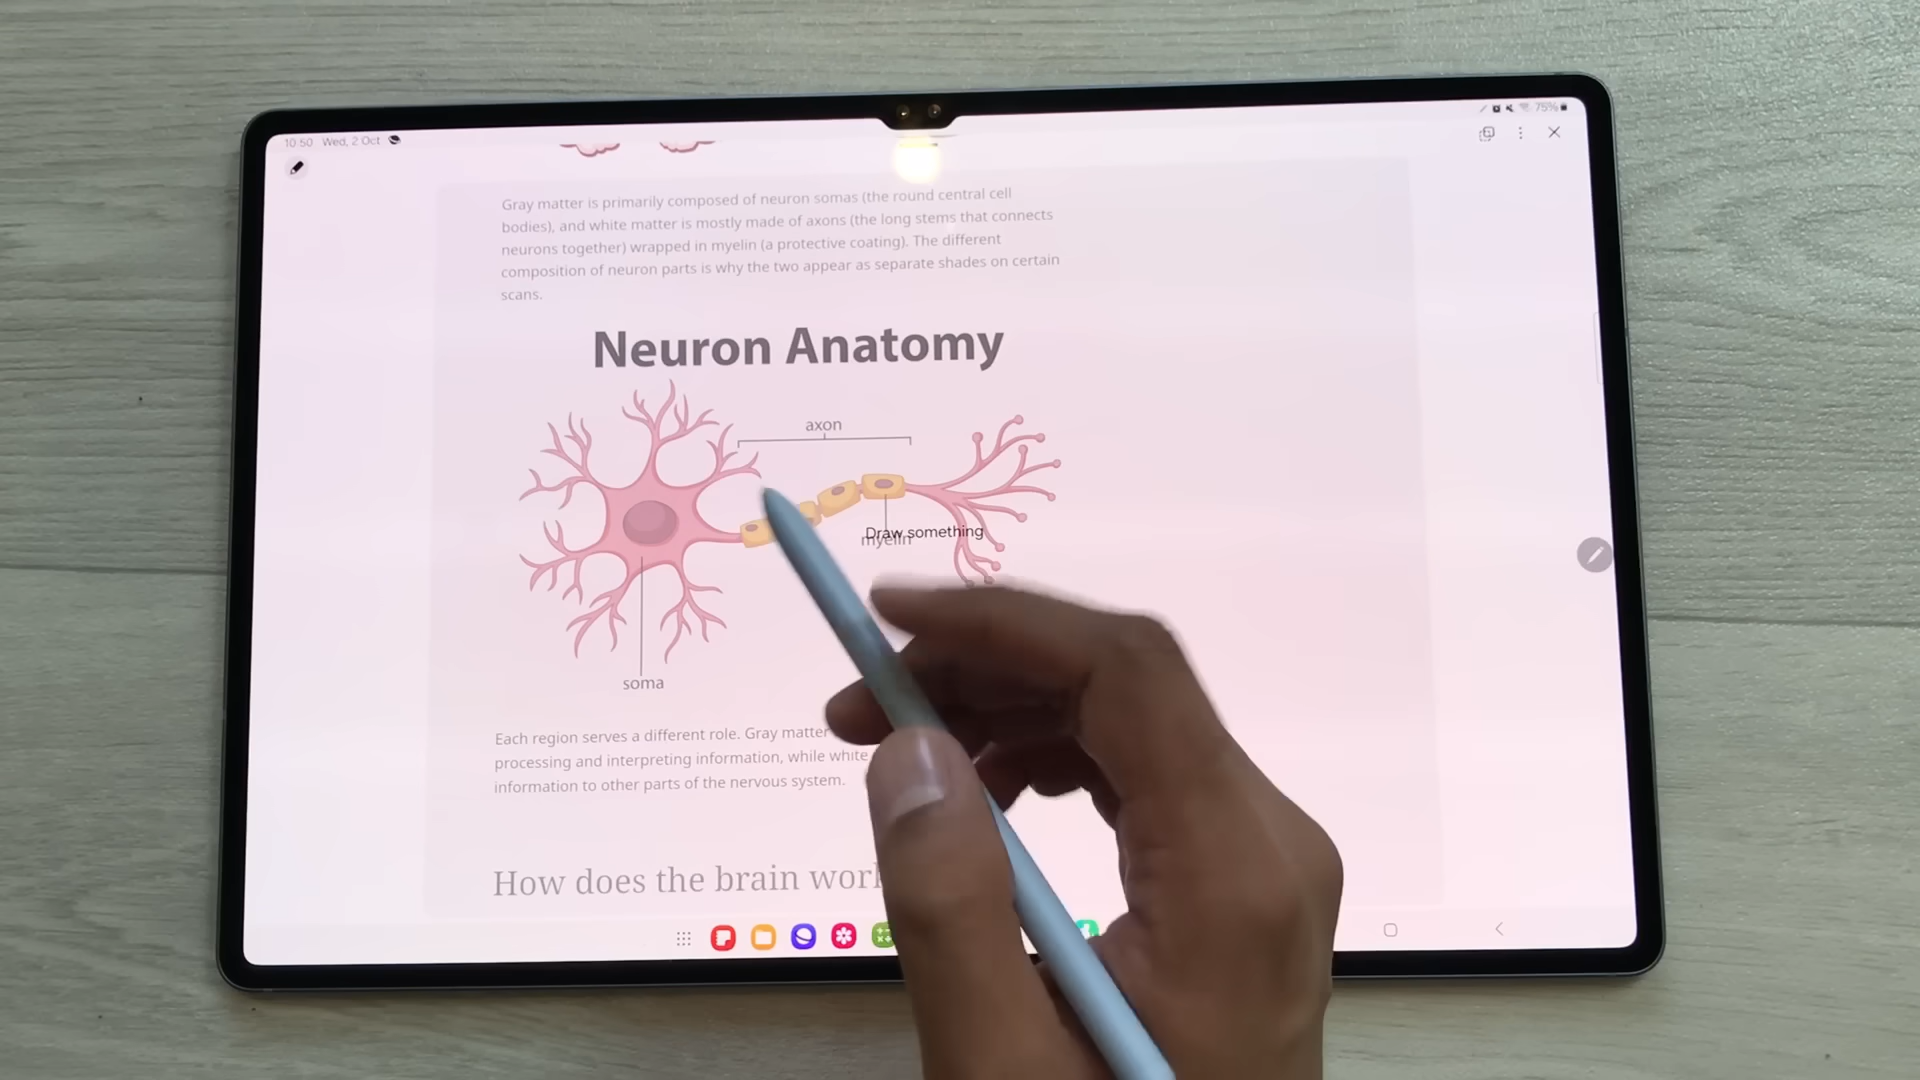 10:50 Wed, 2 Oct
75%
Gray matter is primarily composed of neuron somas (the round central cell
bodies), and white matter is mostly made of axons (the long stems that connects
neurons together) wrapped in myelin (a protective coating). The different
composition of neuron parts is why the two appear as separate shades on certain
scans.
Neuron Anatomy
axon
Draw something
myelin
soma
Each region serves a different role. Gray matter
processing and interpreting information, while white
information to other parts of the nervous system.
How does the brain work